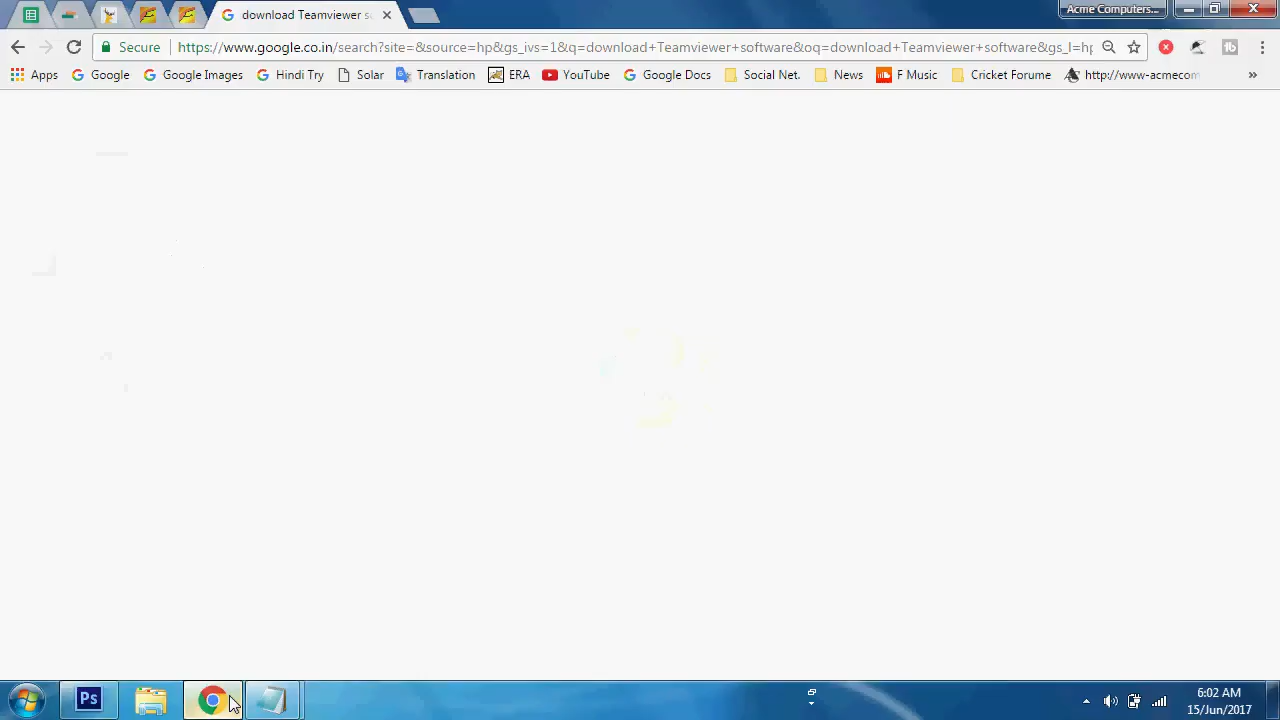 download Teamviewer s
Acme Computers...
Secure https://www.google.co.in/search?site=&source=hp&gs_ivs=1&q=download+Teamviewer+software&oq=download+Teamviewer+software&gs_l=hp
Apps Google Google Images Hindi Try Solar Translation ERA YouTube Google Docs Social Net. News F Music Cricket Forume http://www-acmecom »
Ps
6:02 AM
15/Jun/2017